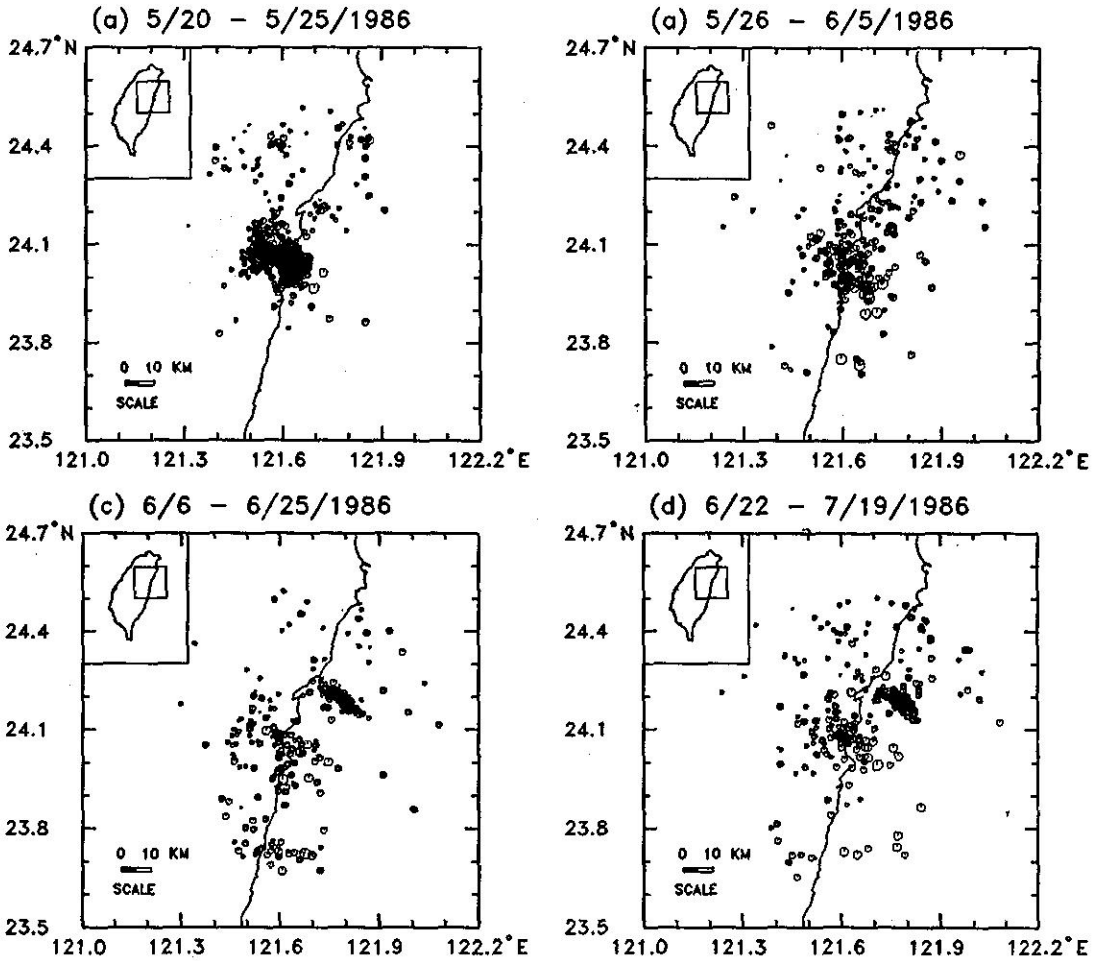 (a) 5/20 – 5/25/1986
24.7°N
24.4
24.1
23.8
23.5
0 10 KM
SCALE
121.0 121.3 121.6 121.9 122.2°E
(a) 5/26 – 6/5/1986
24.7°N
24.4
24.1
23.8
23.5
0 10 KM
SCALE
121.0 121.3 121.6 121.9 122.2°E
(c) 6/6 – 6/25/1986
24.7°N
24.4
24.1
23.8
23.5
0 10 KM
SCALE
121.0 121.3 121.6 121.9 122.2°E
(d) 6/22 – 7/19/1986
24.7°N
24.4
24.1
23.8
23.5
0 10 KM
SCALE
121.0 121.3 121.6 121.9 122.2°E